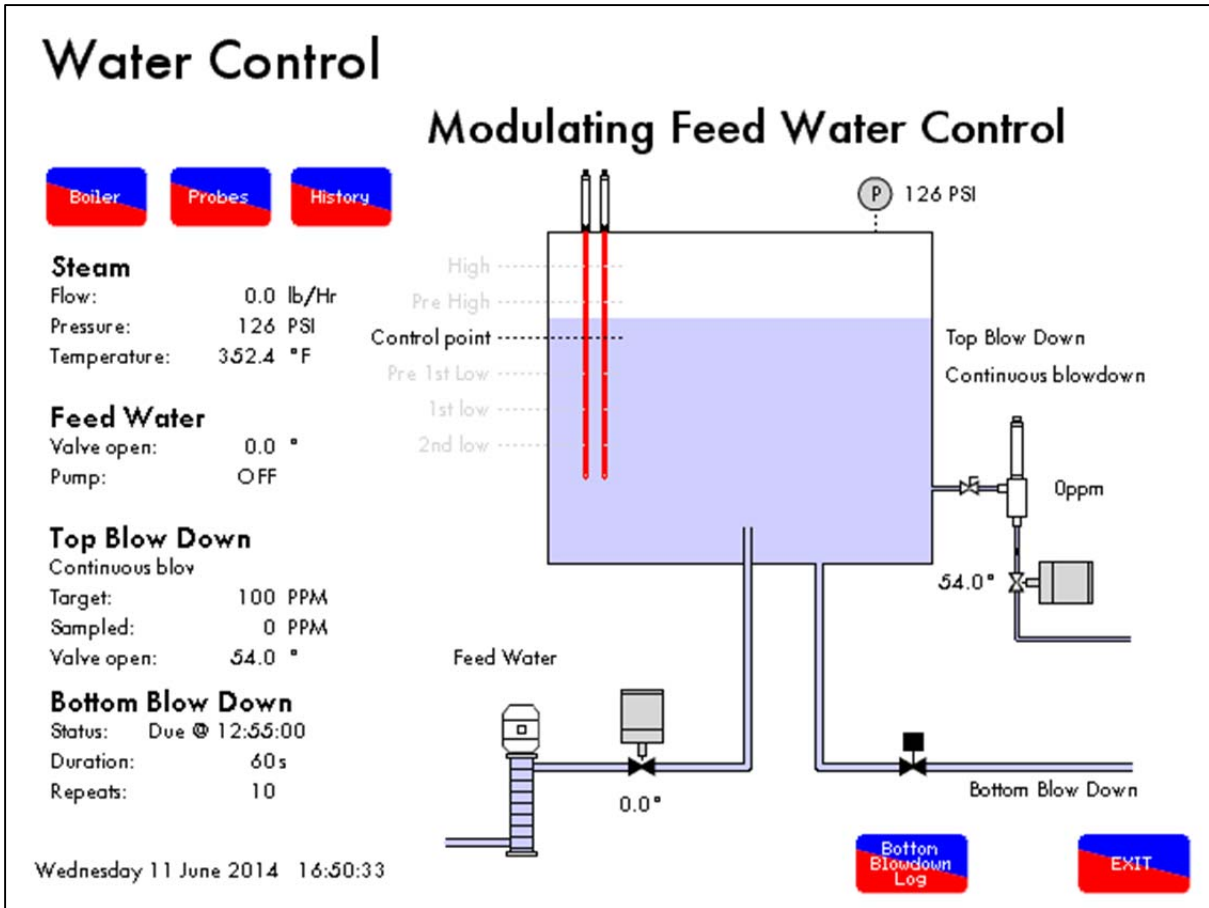 Water Control
Modulating Feed Water Control
Boiler
Probes
History
P 126 PSI
Steam
Flow: 0.0 lb/Hr
Pressure: 126 PSI
Temperature: 352.4 °F
Feed Water
Valve open: 0.0 °
Pump: OFF
Top Blow Down
Continuous blov
Target: 100 PPM
Sampled: 0 PPM
Valve open: 54.0 °
Bottom Blow Down
Status: Due @ 12:55:00
Duration: 60s
Repeats: 10
High
Pre High
Control point
Pre 1st Low
1st low
2nd low
Top Blow Down
Continuous blowdown
0ppm
54.0°
Feed Water
0.0°
Bottom Blow Down
Wednesday 11 June 2014 16:50:33
Botton
Blowdown
Log
EXIT